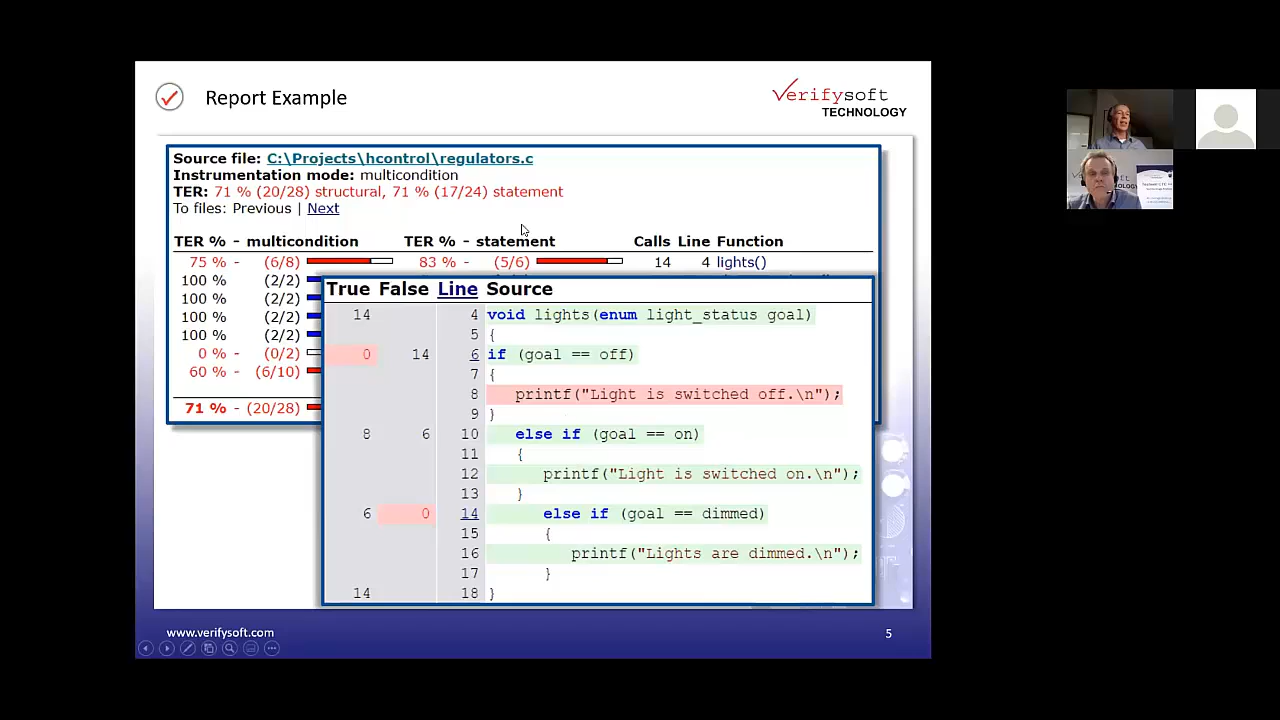 Report Example
Verifysoft
TECHNOLOGY
Source file: C:\Projects\hcontrol\regulators.c
Instrumentation mode: multicondition
TER: 71 % (20/28) structural, 71 % (17/24) statement
To files: Previous | Next
TER % - multicondition TER % - statement Calls Line Function
75 % - (6/8) 83 % - (5/6) 14 4 lights()
100 % (2/2)
100 % (2/2)
100 % (2/2)
100 % (2/2)
0 % - (0/2)
60 % - (6/10)
71 % - (20/28)
True False Line Source
14 4 void lights(enum light_status goal)
5 {
0 14 6 if (goal == off)
7 {
8 printf("Light is switched off.\n");
9 }
8 6 10 else if (goal == on)
11 {
12 printf("Light is switched on.\n");
13 }
6 0 14 else if (goal == dimmed)
15 {
16 printf("Lights are dimmed.\n");
17 }
14 18 }
www.verifysoft.com
5